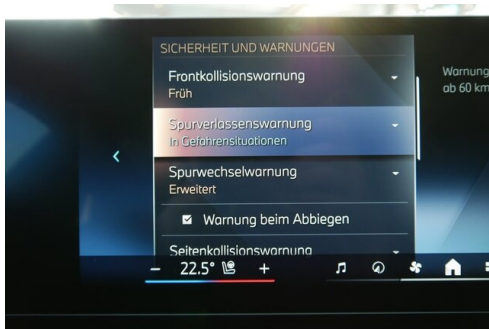 SICHERHEIT UND WARNUNGEN
Frontkollisionswarnung
Früh
Warnung
ab 60 km
Spurverlassenswarnung
In Gefahrensituationen
Spurwechselwarnung
Erweitert
Warnung beim Abbiegen
Seitenkollisionswarnung
- 22.5° +